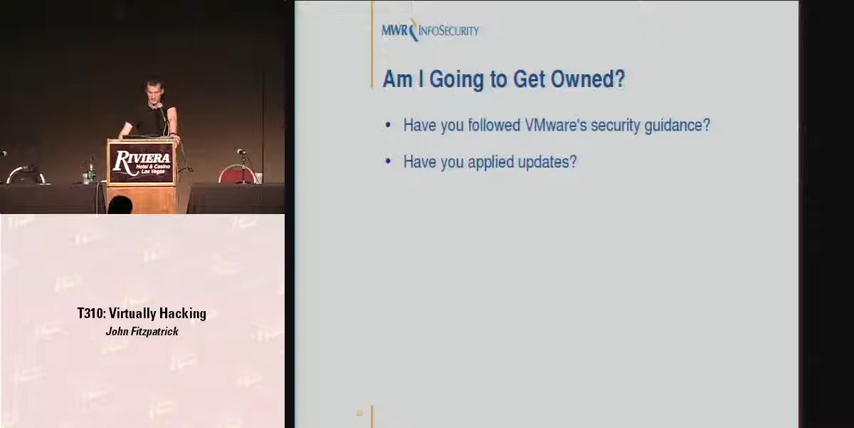 MWR INFOSECURITY
Am I Going to Get Owned?
• Have you followed VMware's security guidance?
• Have you applied updates?
RIVIERA
Hotel & Casino
Las Vegas
T310: Virtually Hacking
John Fitzpatrick